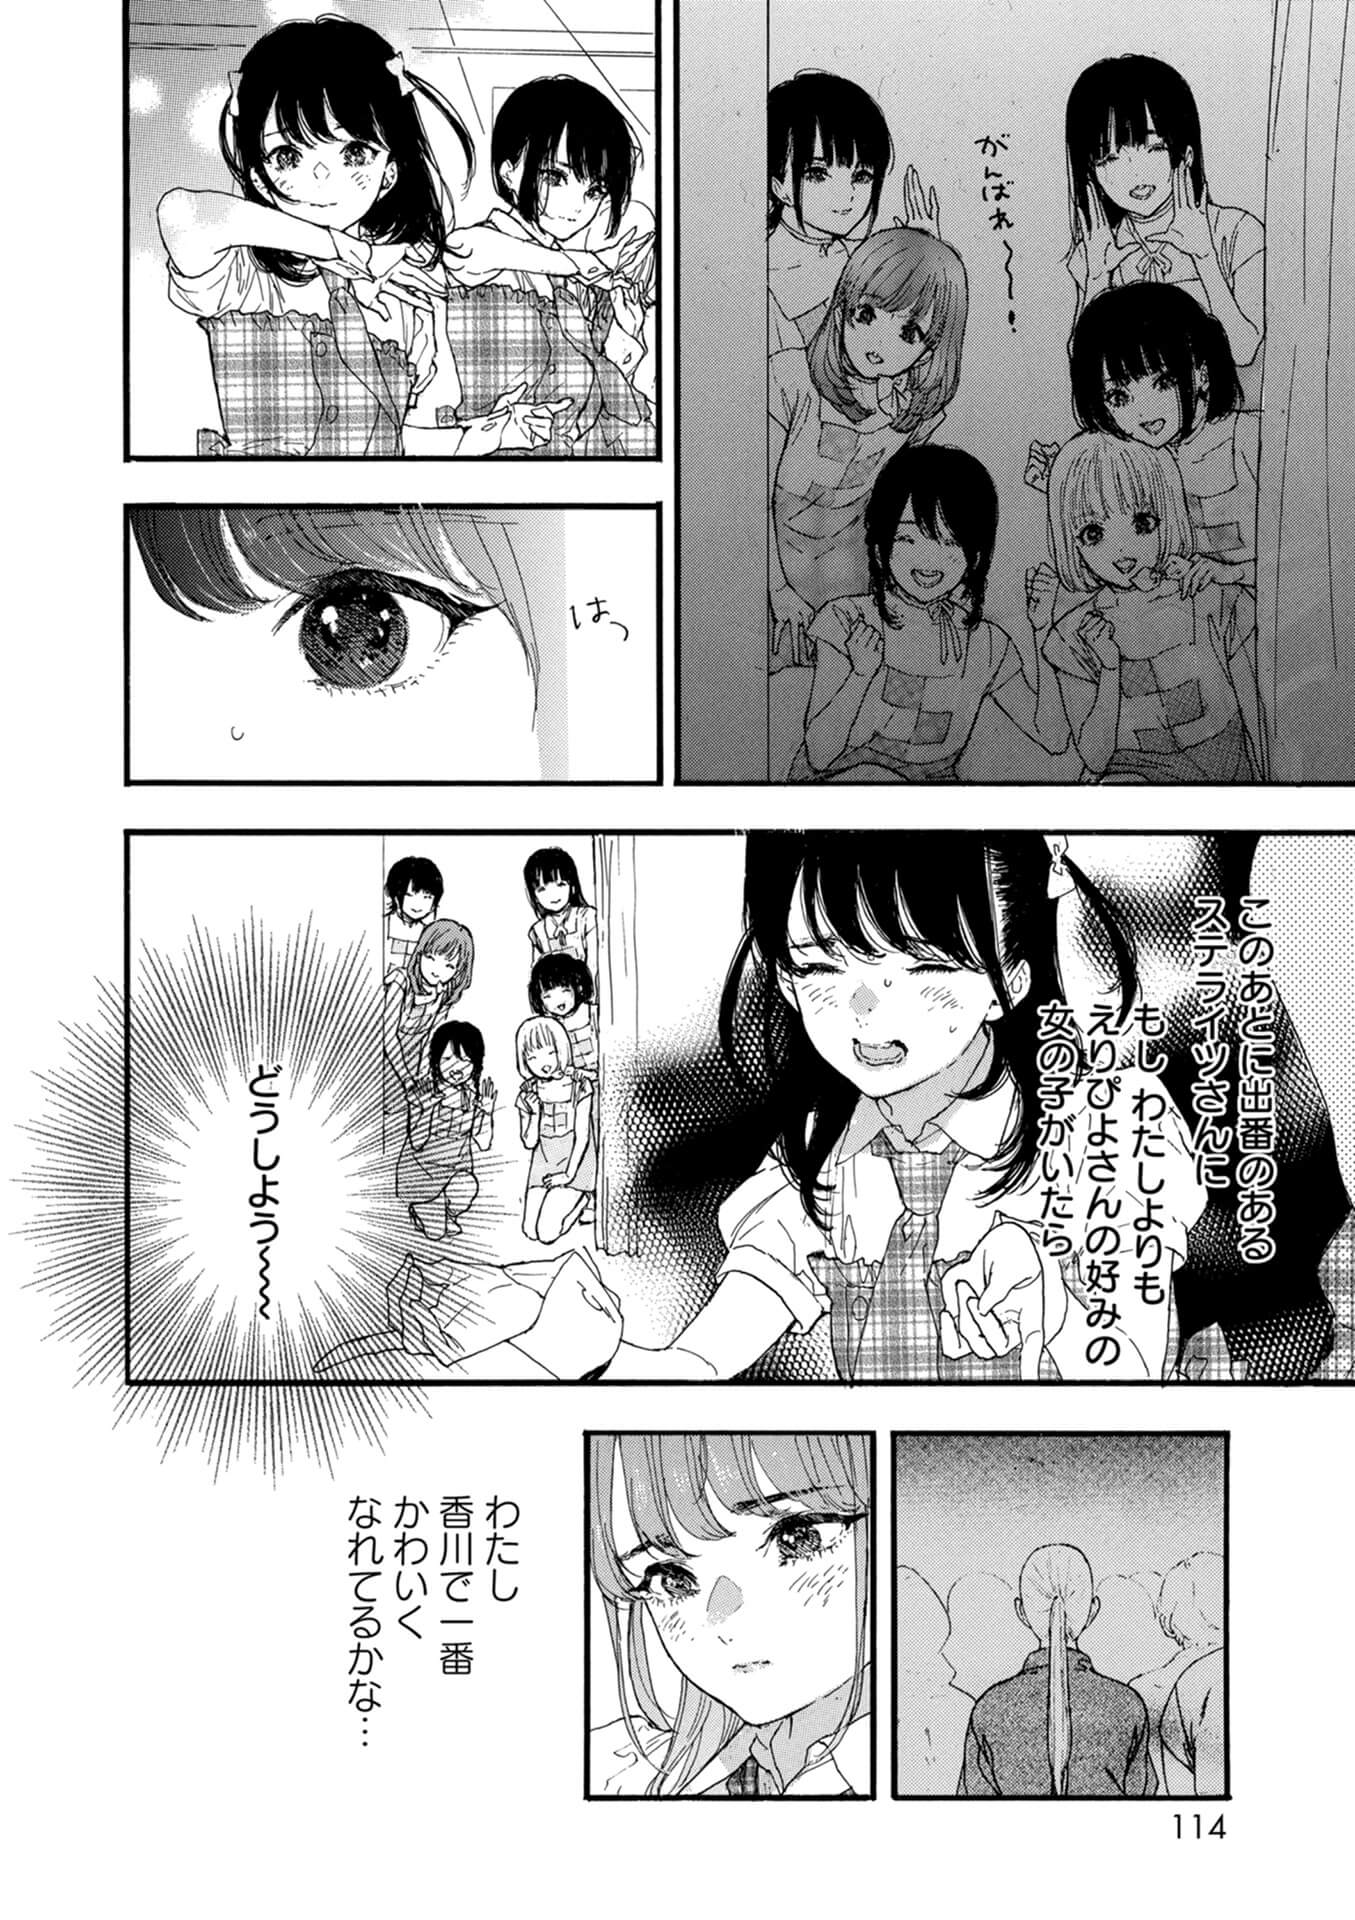 がんばれ〜〜！
はっ
このあとに出番のある
ステライツさんに
もし わたしよりも
えりぴよさんの好みの
女の子がいたら
どうしよう〜〜〜
わたし
香川で一番
かわいく
なれてるかな…
114